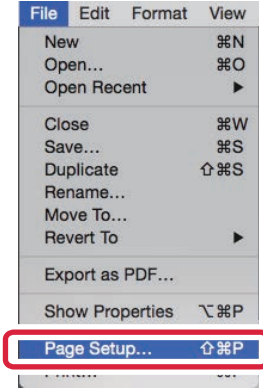 File Edit Format View
New ⌘N
Open... ⌘O
Open Recent ▶
Close ⌘W
Save... ⌘S
Duplicate ⇧⌘S
Rename...
Move To...
Revert To ▶
Export as PDF...
Show Properties ⌥⌘P
Page Setup... ⇧⌘P